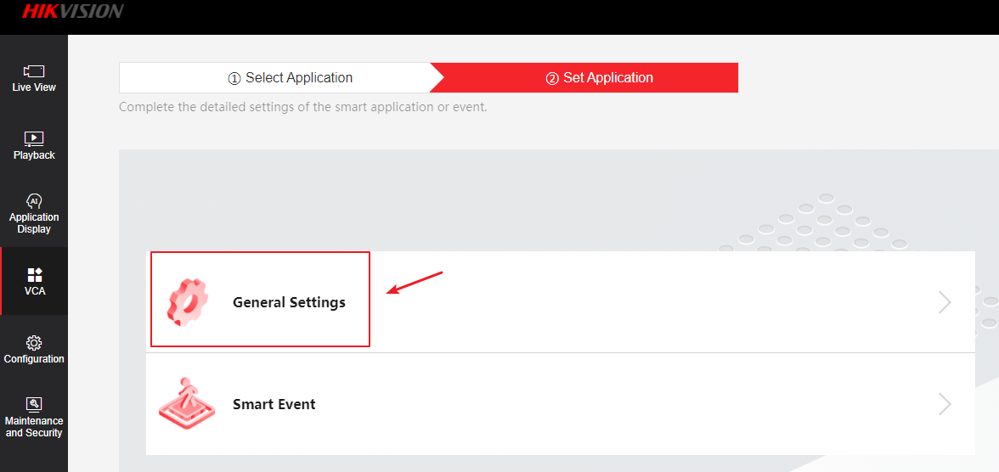 HIKVISION
Live View
Playback
AI
Application
Display
VCA
Configuration
Maintenance
and Security
① Select Application
② Set Application
Complete the detailed settings of the smart application or event.
General Settings
Smart Event